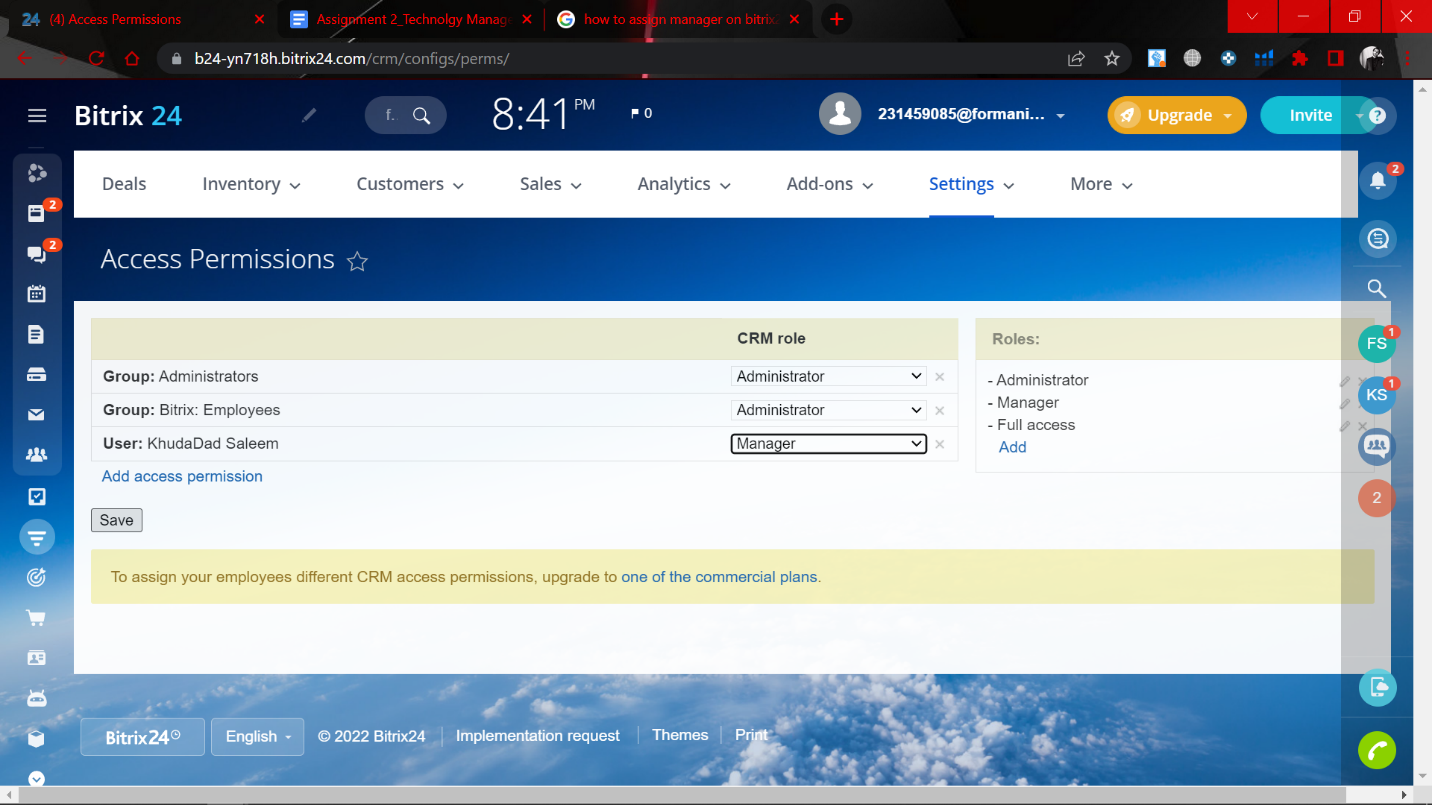 24 (4) Access Permissions
Assignment 2_Technolgy Manage
how to assign manager on bitrix
b24-yn718h.bitrix24.com/crm/configs/perms/
Bitrix 24
f.
8:41 PM
0
231459085@formani...
Upgrade
Invite
?
Deals
Inventory
Customers
Sales
Analytics
Add-ons
Settings
More
2
2
2
Access Permissions
CRM role
Roles:
Group: Administrators
Administrator
Group: Bitrix: Employees
Administrator
User: KhudaDad Saleem
Manager
Add access permission
- Administrator
- Manager
- Full access
Add
FS
1
KS
1
2
Save
To assign your employees different CRM access permissions, upgrade to one of the commercial plans.
Bitrix24
English
© 2022 Bitrix24
Implementation request
Themes
Print